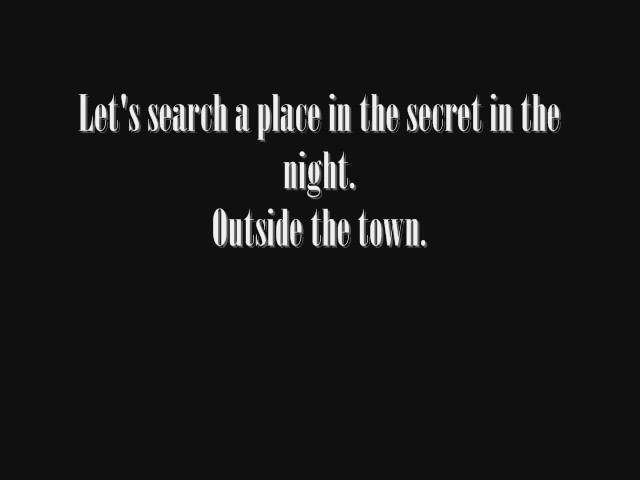 Let's search a place in the secret in the
night.
Outside the town.